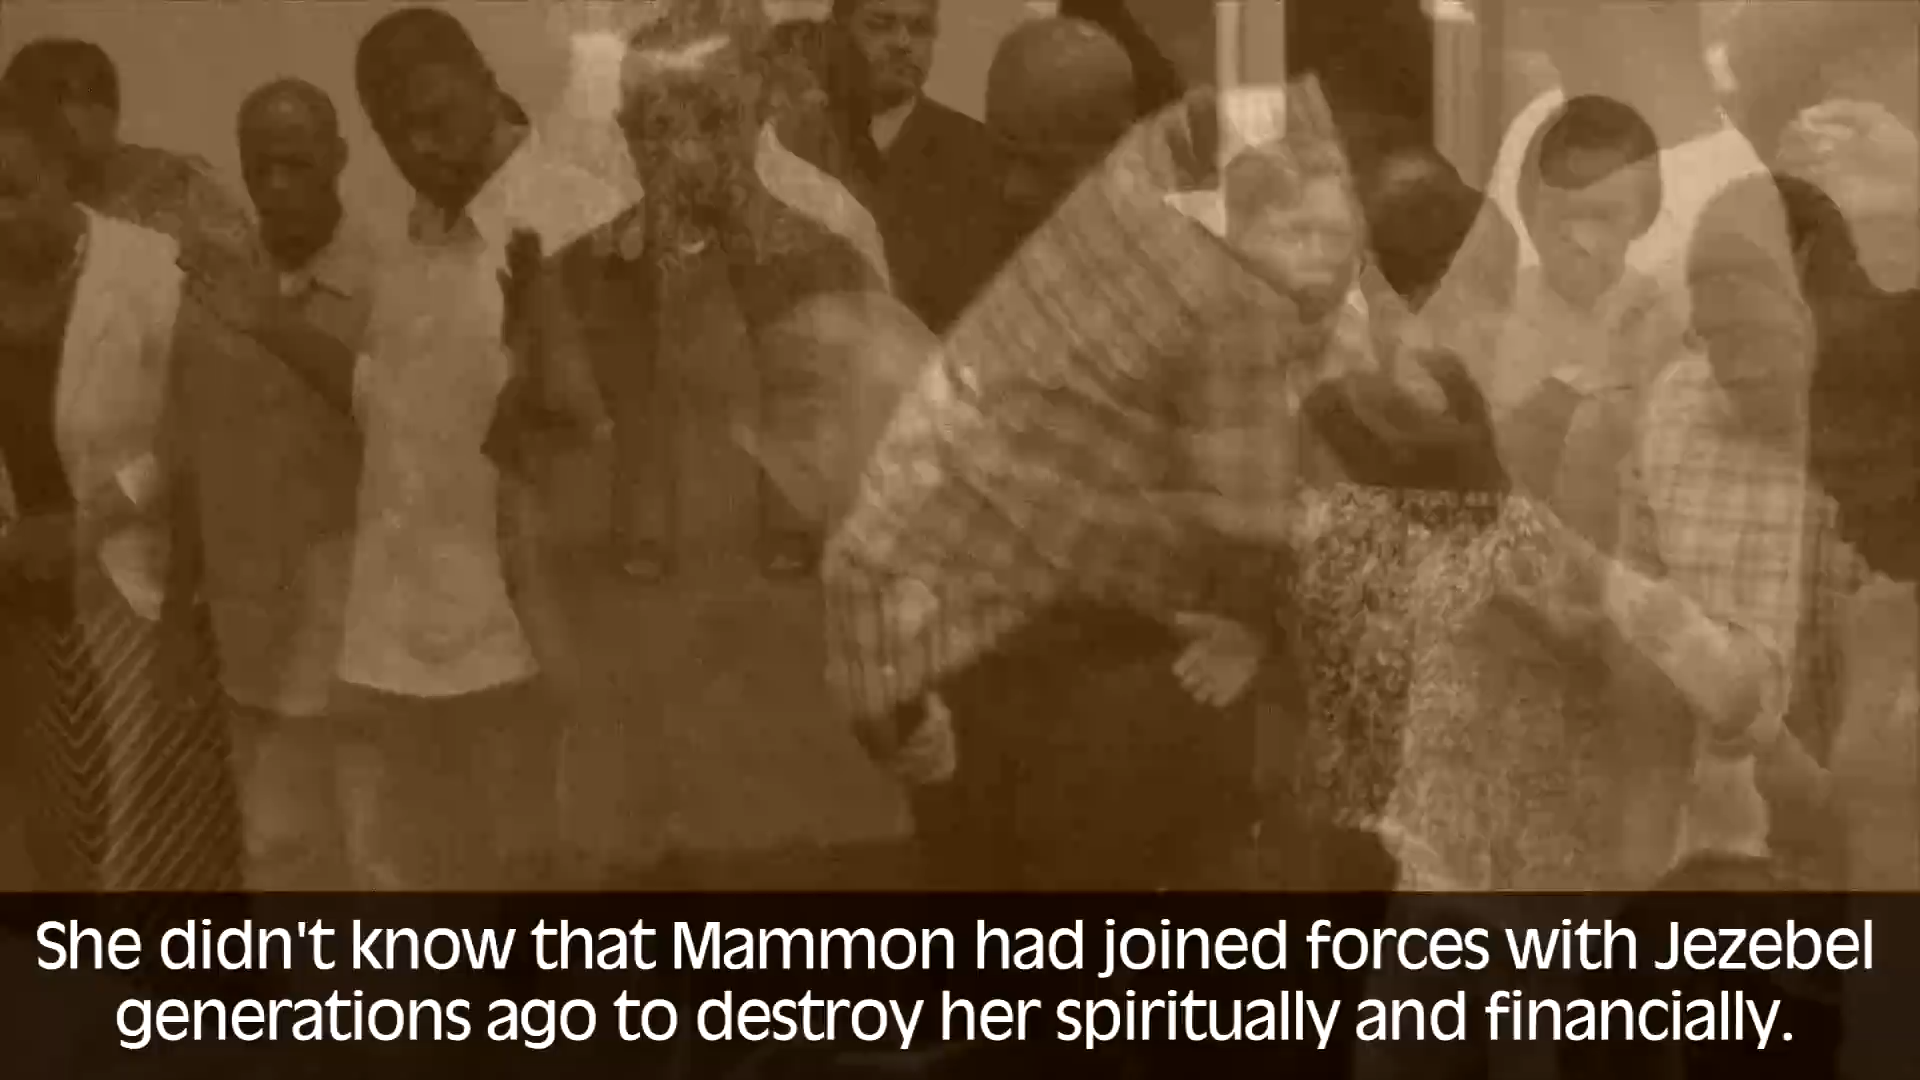 She didn't know that Mammon had joined forces with Jezebel
generations ago to destroy her spiritually and financially.